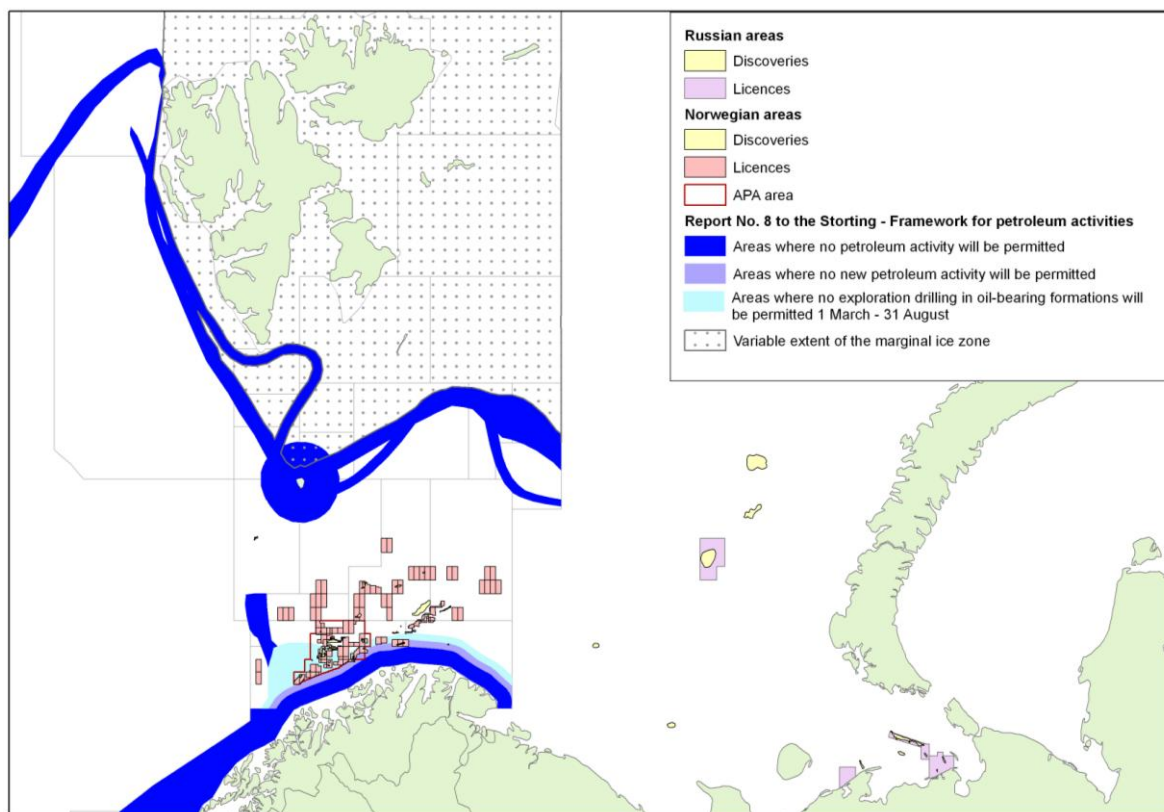 Russian areas
Discoveries
Licences
Norwegian areas
Discoveries
Licences
APA area
Report No. 8 to the Storting - Framework for petroleum activities
Areas where no petroleum activity will be permitted
Areas where no new petroleum activity will be permitted
Areas where no exploration drilling in oil-bearing formations will
be permitted 1 March - 31 August
Variable extent of the marginal ice zone